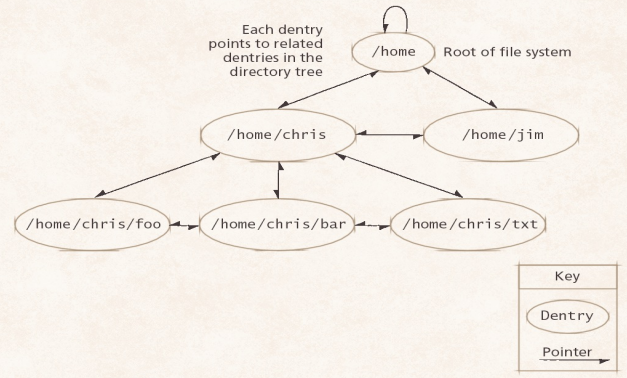 Each dentry
points to related
dentries in the
directory tree
/home
Root of file system
/home/chris
/home/jim
/home/chris/foo
/home/chris/bar
/home/chris/txt
Key
Dentry
Pointer